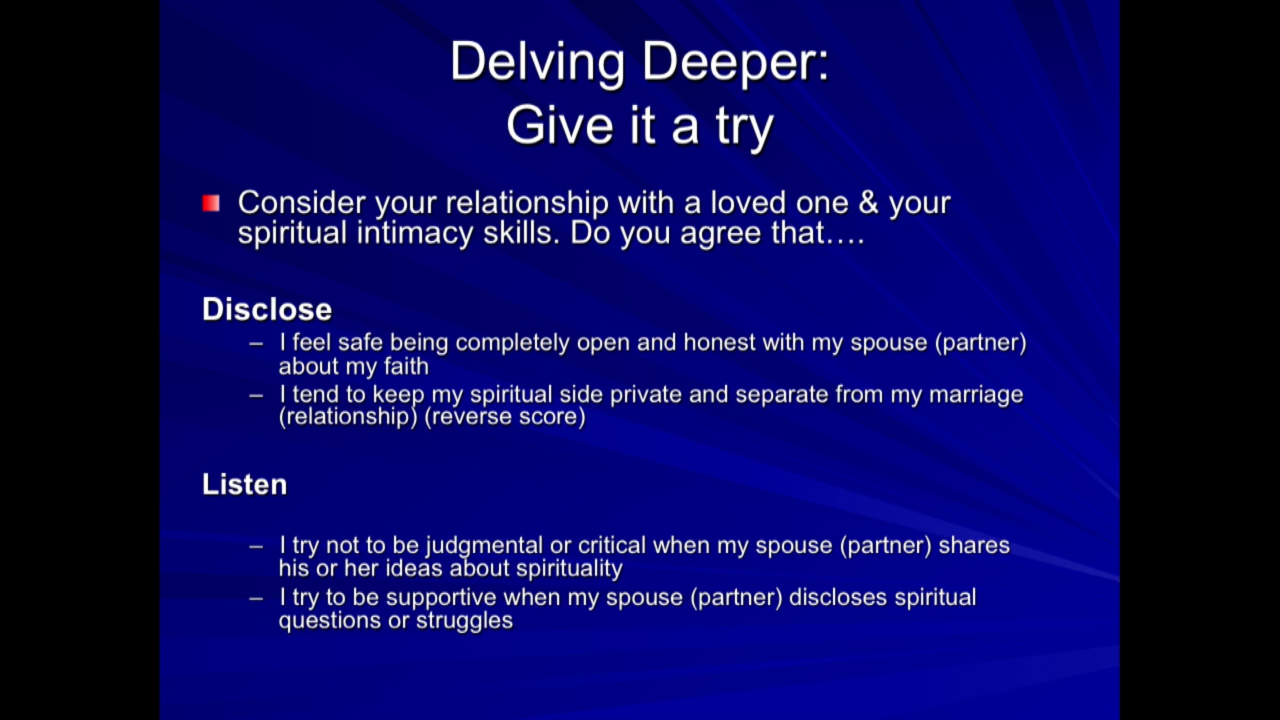 Delving Deeper:
Give it a try
Consider your relationship with a loved one & your
spiritual intimacy skills. Do you agree that….
Disclose
– I feel safe being completely open and honest with my spouse (partner)
about my faith
– I tend to keep my spiritual side private and separate from my marriage
(relationship) (reverse score)
Listen
– I try not to be judgmental or critical when my spouse (partner) shares
his or her ideas about spirituality
– I try to be supportive when my spouse (partner) discloses spiritual
questions or struggles